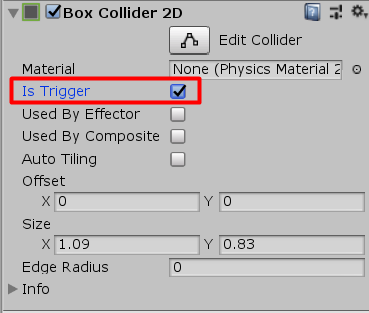 Box Collider 2D
Edit Collider
Material None (Physics Material 2
Is Trigger
Used By Effector
Used By Composite
Auto Tiling
Offset
X 0 Y 0
Size
X 1.09 Y 0.83
Edge Radius 0
Info